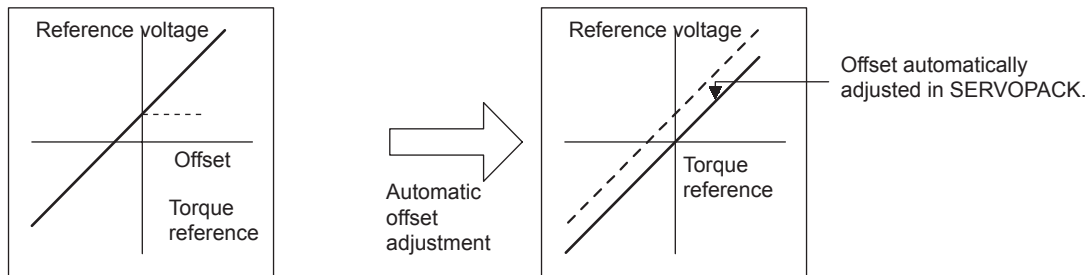 Reference voltage
Offset
Torque
reference
Automatic
offset
adjustment
Reference voltage
Torque
reference
Offset automatically
adjusted in SERVOPACK.